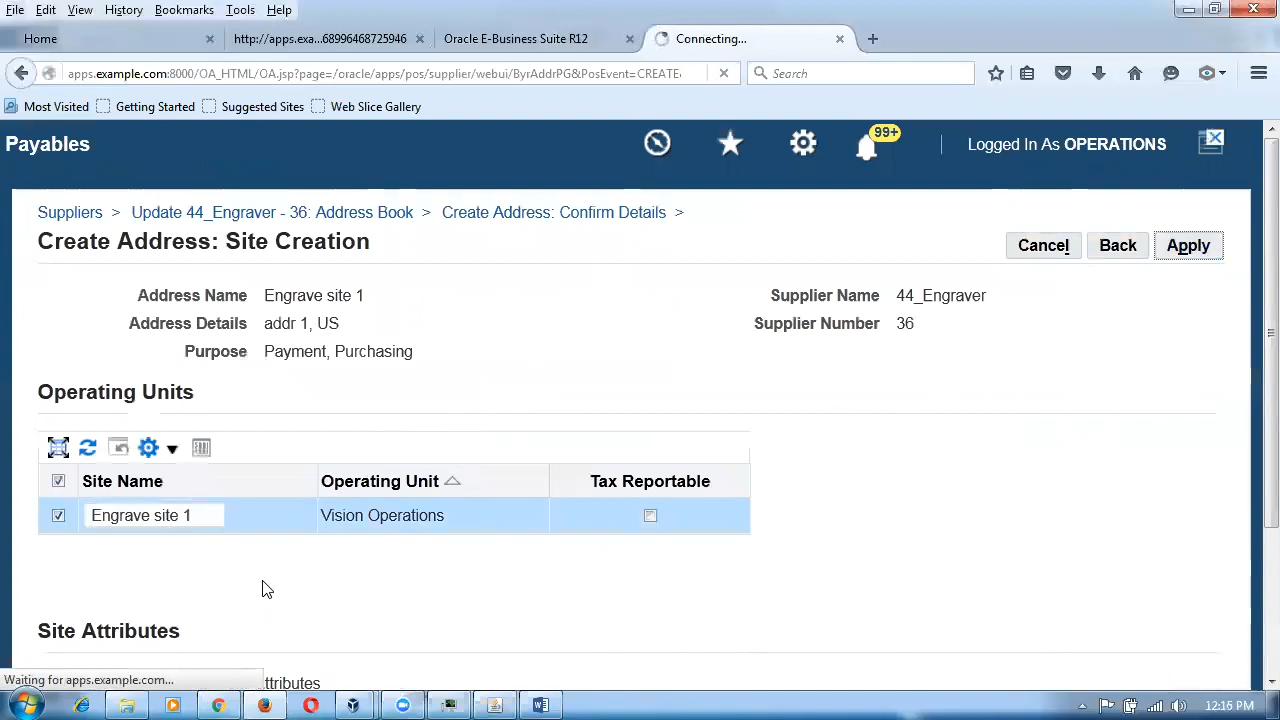 File Edit View History Bookmarks Tools Help
Home http://apps.exa...68996468725946 Oracle E-Business Suite R12 Connecting...
apps.example.com:8000/OA_HTML/OA.jsp?page=/oracle/apps/pos/supplier/webui/ByrAddrPG&PosEvent=CREATE Search
Most Visited Getting Started Suggested Sites Web Slice Gallery
Payables 99+ Logged In As OPERATIONS
Suppliers > Update 44_Engraver - 36: Address Book > Create Address: Confirm Details >
Create Address: Site Creation Cancel Back Apply
Address Name Engrave site 1 Supplier Name 44_Engraver
Address Details addr 1, US Supplier Number 36
Purpose Payment, Purchasing
Operating Units
Site Name Operating Unit Tax Reportable
Engrave site 1 Vision Operations
Site Attributes
Waiting for apps.example.com... ttributes
12:16 PM